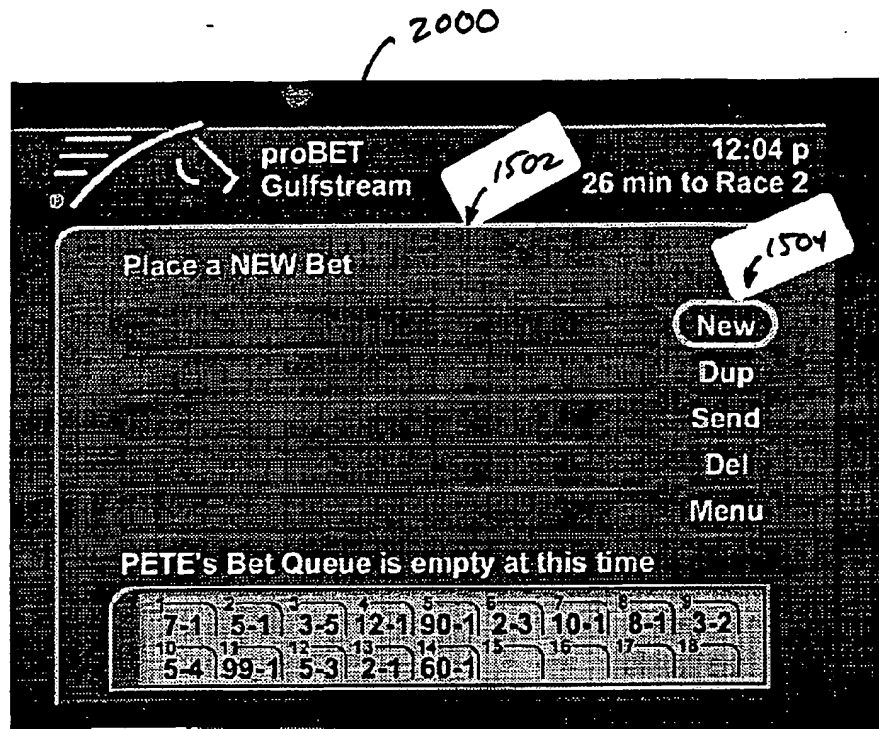 2000
proBET
Gulfstream
12:04 p
26 min to Race 2
1502
1504
Place a NEW Bet
New
Dup
Send
Del
Menu
PETE's Bet Queue is empty at this time
1 2 3 4 5 6 7 8 9
7-1 5-1 3-5 12-1 90-1 2-3 10-1 8-1 3-2
10 11 12 13 14 15 16 17 18
5-4 99-1 5-3 2-1 60-1